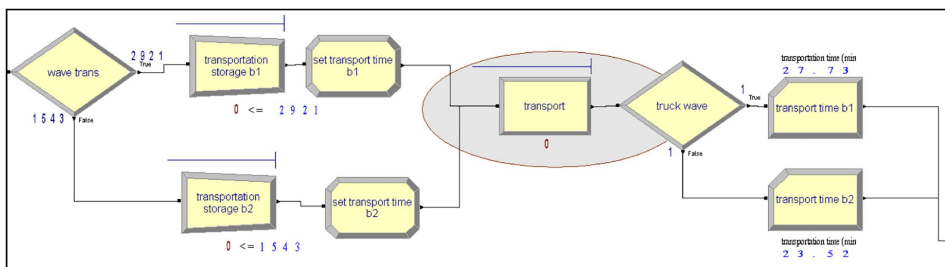 wave trans
2921
True
1543
False
transportation
storage b1
0 <= 2921
set transport time
b1
transportation
storage b2
0 <= 1543
set transport time
b2
transport
0
truck wave
1
True
1
False
transportation time (min
27.73
transport time b1
transport time b2
transportation time (min
23.52